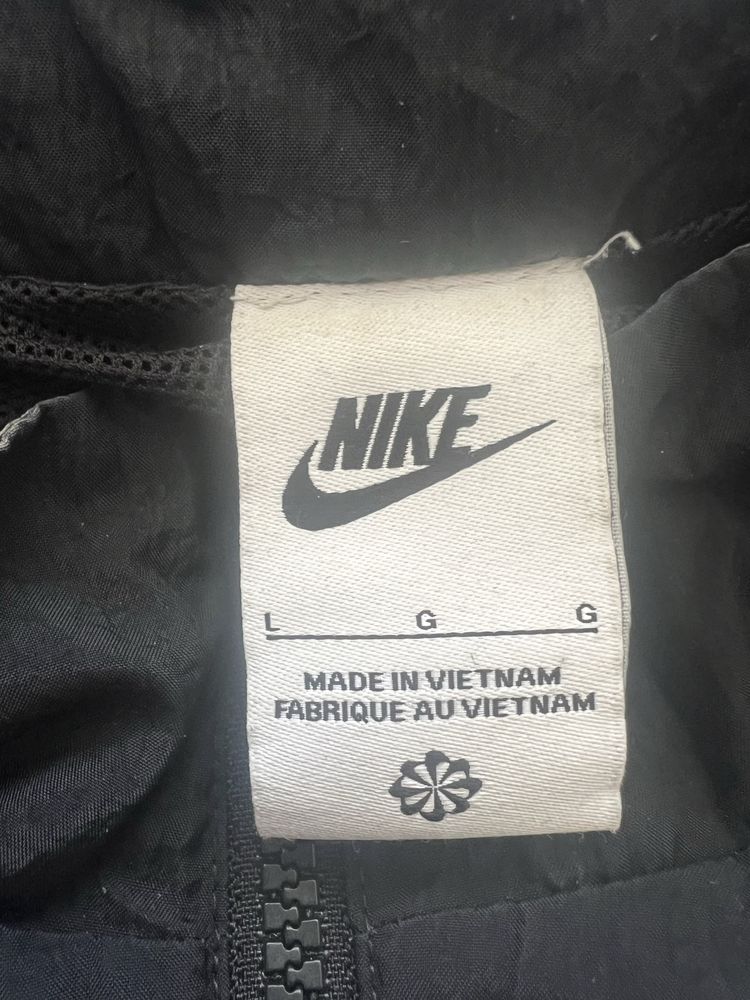 NIKE
L G G
MADE IN VIETNAM
FABRIQUE AU VIETNAM